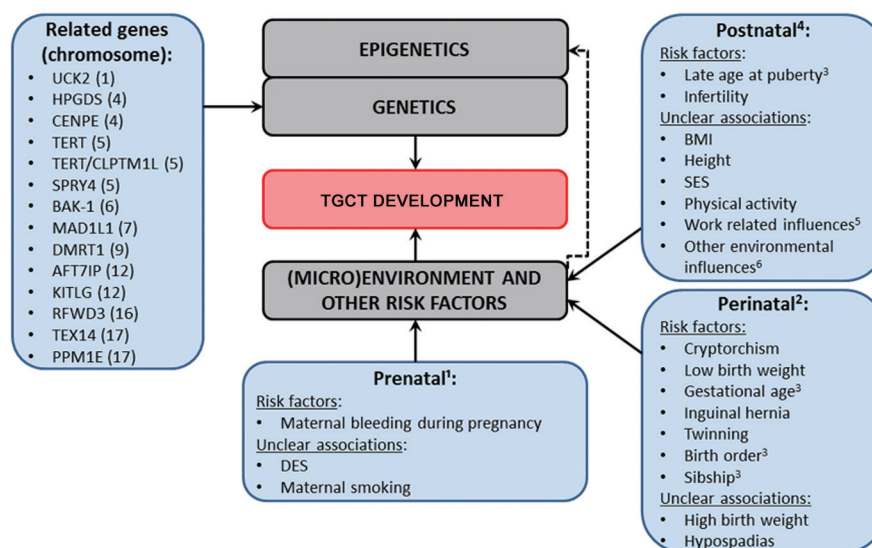 Related genes
(chromosome):
• UCK2 (1)
• HPGDS (4)
• CENPE (4)
• TERT (5)
• TERT/CLPTM1L (5)
• SPRY4 (5)
• BAK-1 (6)
• MAD1L1 (7)
• DMRT1 (9)
• AFT7IP (12)
• KITLG (12)
• RFWD3 (16)
• TEX14 (17)
• PPM1E (17)
EPIGENETICS
GENETICS
TGCT DEVELOPMENT
(MICRO)ENVIRONMENT AND
OTHER RISK FACTORS
Prenatal¹:
Risk factors:
• Maternal bleeding during pregnancy
Unclear associations:
• DES
• Maternal smoking
Postnatal⁴:
Risk factors:
• Late age at puberty³
• Infertility
Unclear associations:
• BMI
• Height
• SES
• Physical activity
• Work related influences⁵
• Other environmental
influences⁶
Perinatal²:
Risk factors:
• Cryptorchism
• Low birth weight
• Gestational age³
• Inguinal hernia
• Twinning
• Birth order³
• Sibship³
Unclear associations:
• High birth weight
• Hypospadias